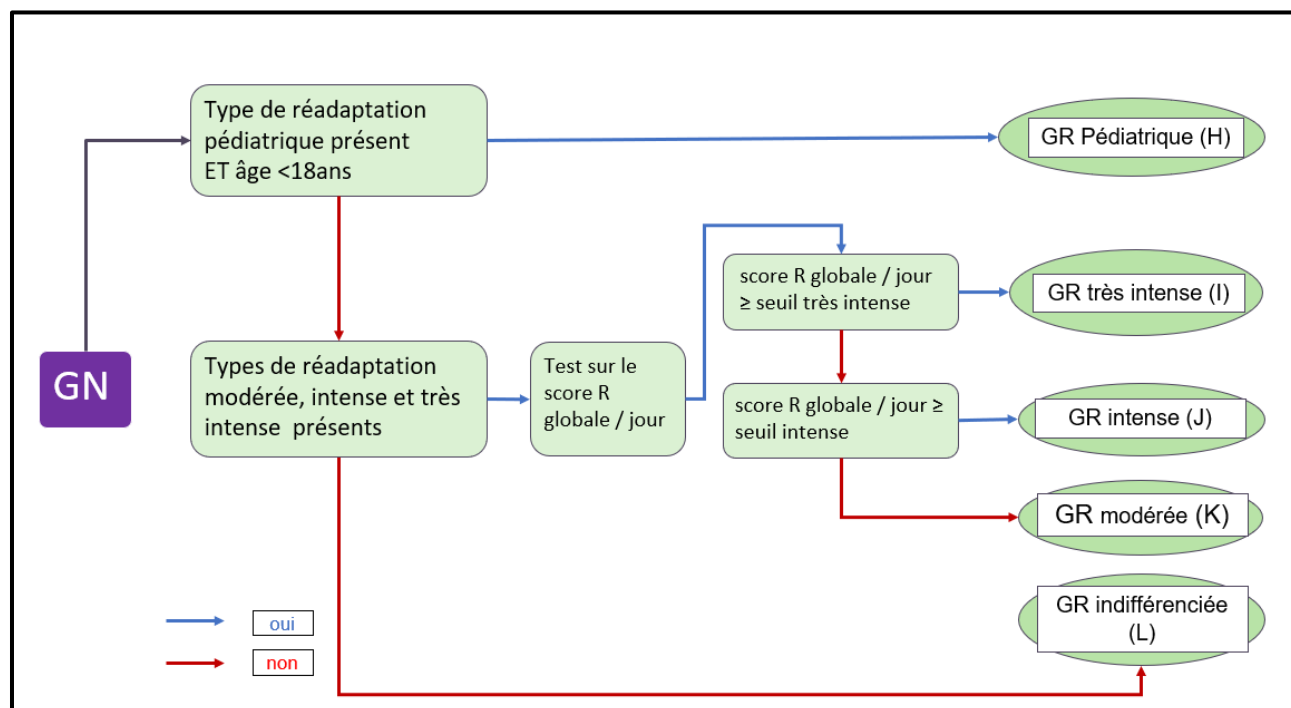 Type de réadaptation
pédiatrique présent
ET âge <18ans
GR Pédiatrique (H)
score R globale / jour
≥ seuil très intense
GR très intense (I)
GN
Types de réadaptation
modérée, intense et très
intense présents
Test sur le
score R
globale / jour
score R globale / jour ≥
seuil intense
GR intense (J)
GR modérée (K)
GR indifférenciée
(L)
oui
non